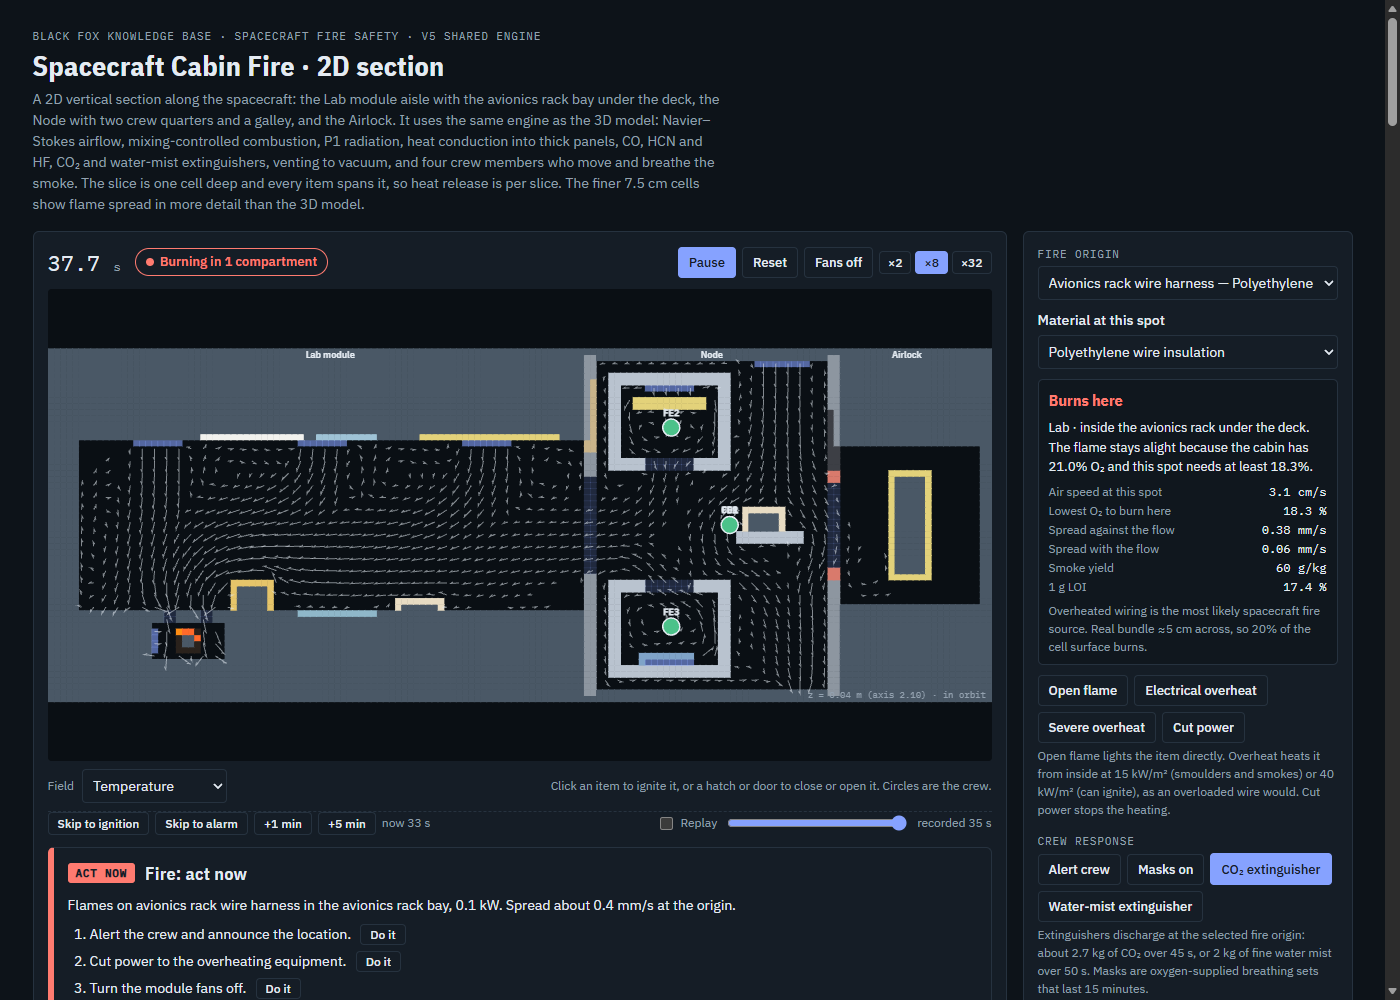 BLACK FOX KNOWLEDGE BASE · SPACECRAFT FIRE SAFETY · V5 SHARED ENGINE
Spacecraft Cabin Fire · 2D section
A 2D vertical section along the spacecraft: the Lab module aisle with the avionics rack bay under the deck, the
Node with two crew quarters and a galley, and the Airlock. It uses the same engine as the 3D model: Navier–
Stokes airflow, mixing-controlled combustion, P1 radiation, heat conduction into thick panels, CO, HCN and
HF, CO₂ and water-mist extinguishers, venting to vacuum, and four crew members who move and breathe the
smoke. The slice is one cell deep and every item spans it, so heat release is per slice. The finer 7.5 cm cells
show flame spread in more detail than the 3D model.
37.7 s
Burning in 1 compartment
Pause
Reset
Fans off
×2
×8
×32
Lab module
Node
Airlock
FE2
FE3
(axis 2.10) · in orbit
Field
Temperature
Click an item to ignite it, or a hatch or door to close or open it. Circles are the crew.
Skip to ignition
Skip to alarm
+1 min
+5 min
now 33 s
Replay
recorded 35 s
ACT NOW
Fire: act now
Flames on avionics rack wire harness in the avionics rack bay, 0.1 kW. Spread about 0.4 mm/s at the origin.
1. Alert the crew and announce the location. Do it
2. Cut power to the overheating equipment. Do it
3. Turn the module fans off. Do it
FIRE ORIGIN
Avionics rack wire harness — Polyethylene
Material at this spot
Polyethylene wire insulation
Burns here
Lab · inside the avionics rack under the deck.
The flame stays alight because the cabin has
21.0% O₂ and this spot needs at least 18.3%.
Air speed at this spot 3.1 cm/s
Lowest O₂ to burn here 18.3 %
Spread against the flow 0.38 mm/s
Spread with the flow 0.06 mm/s
Smoke yield 60 g/kg
1 g LOI 17.4 %
Overheated wiring is the most likely spacecraft fire
source. Real bundle ≈5 cm across, so 20% of the
cell surface burns.
Open flame
Electrical overheat
Severe overheat
Cut power
Open flame lights the item directly. Overheat heats it
from inside at 15 kW/m² (smoulders and smokes) or 40
kW/m² (can ignite), as an overloaded wire would. Cut
power stops the heating.
CREW RESPONSE
Alert crew
Masks on
CO₂ extinguisher
Water-mist extinguisher
Extinguishers discharge at the selected fire origin:
about 2.7 kg of CO₂ over 45 s, or 2 kg of fine water mist
over 50 s. Masks are oxygen-supplied breathing sets
that last 15 minutes.